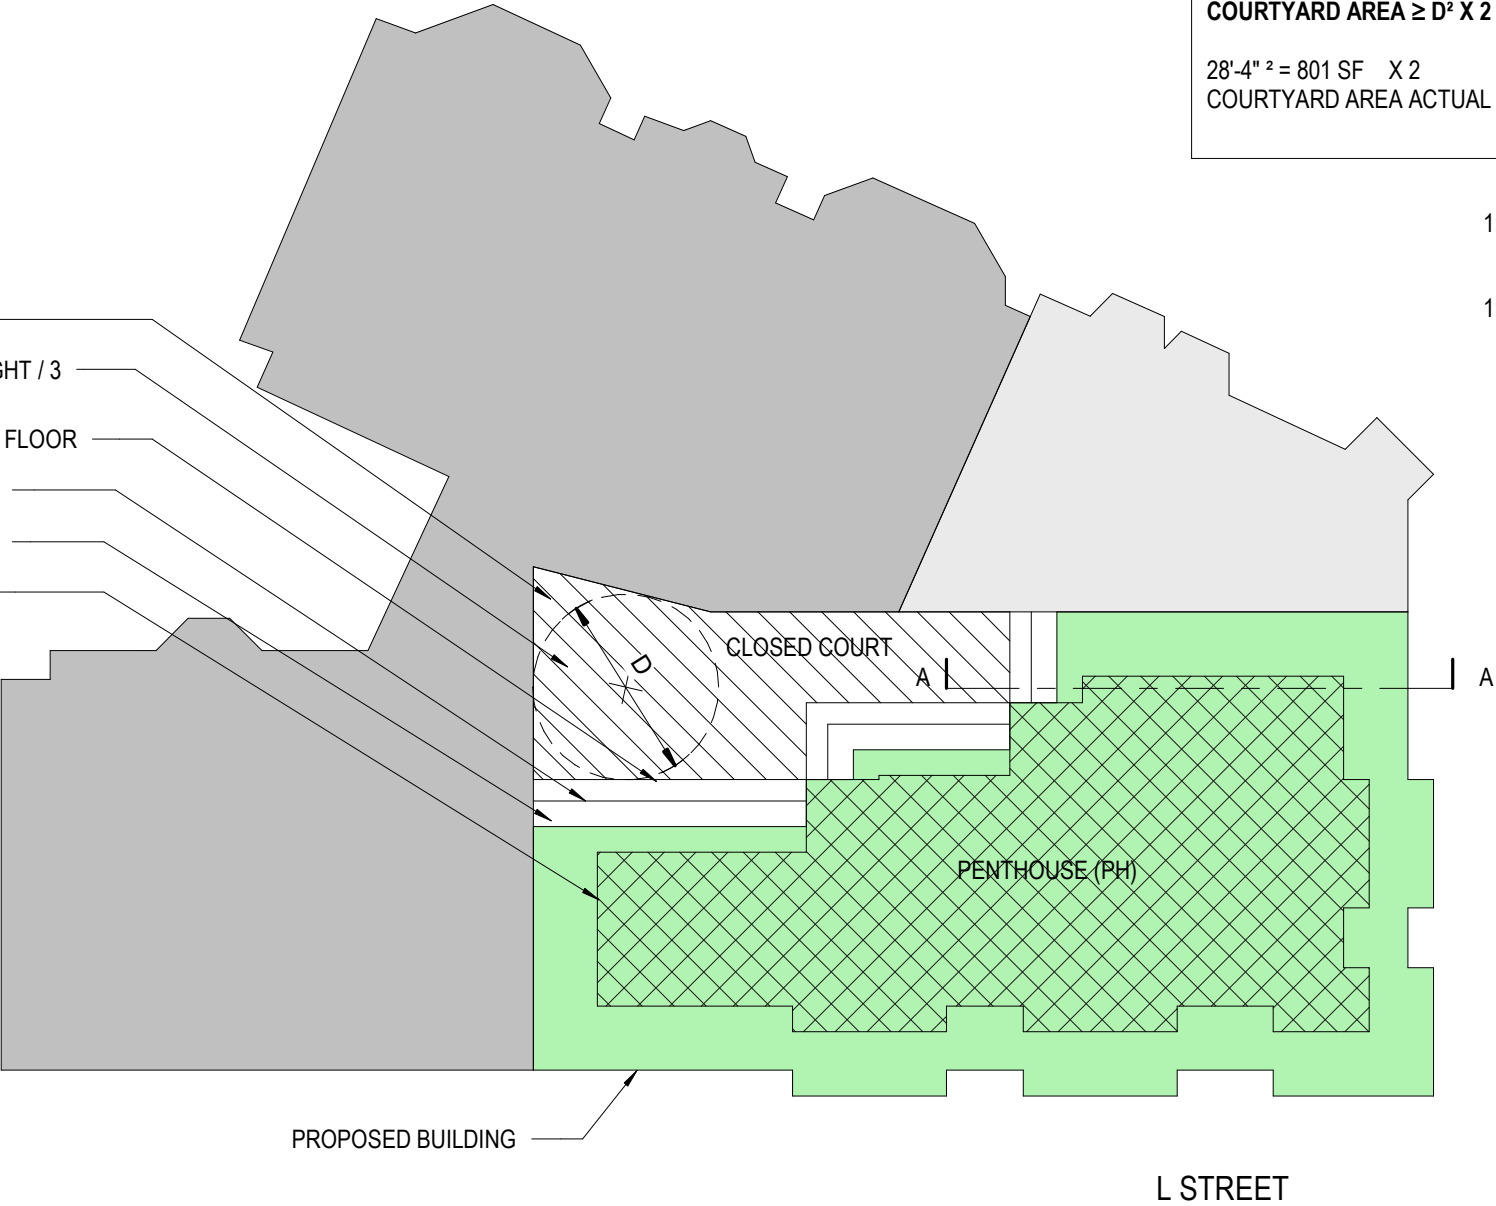 COURTYARD AREA ≥ D² X 2
28'-4" ² = 801 SF X 2
COURTYARD AREA ACTUAL
1
1
GHT / 3
FLOOR
CLOSED COURT
D
A
A
PENTHOUSE (PH)
PROPOSED BUILDING
L STREET